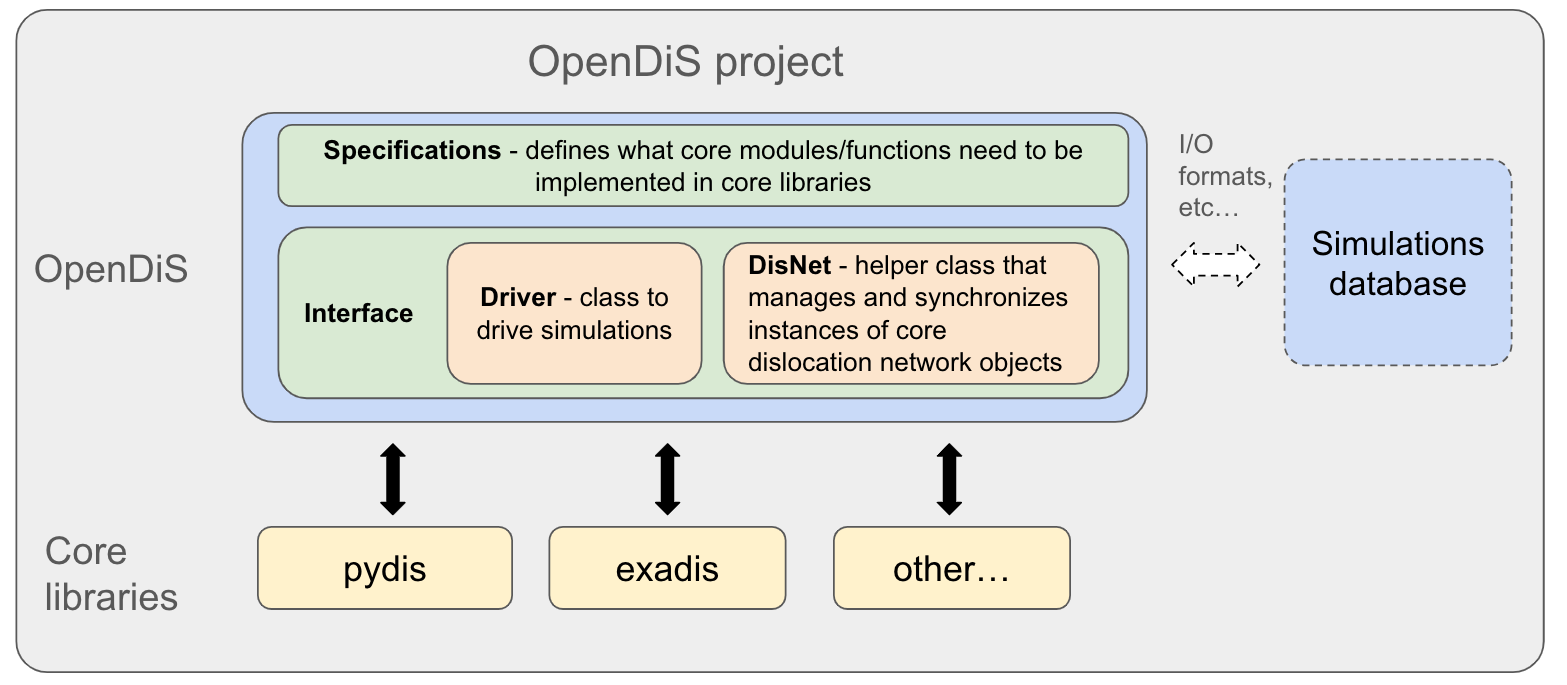 OpenDiS project
Specifications - defines what core modules/functions need to be
implemented in core libraries
I/O
formats,
etc…
OpenDiS
Interface
Driver - class to
drive simulations
DisNet - helper class that
manages and synchronizes
instances of core
dislocation network objects
Simulations
database
Core
libraries
pydis
exadis
other…